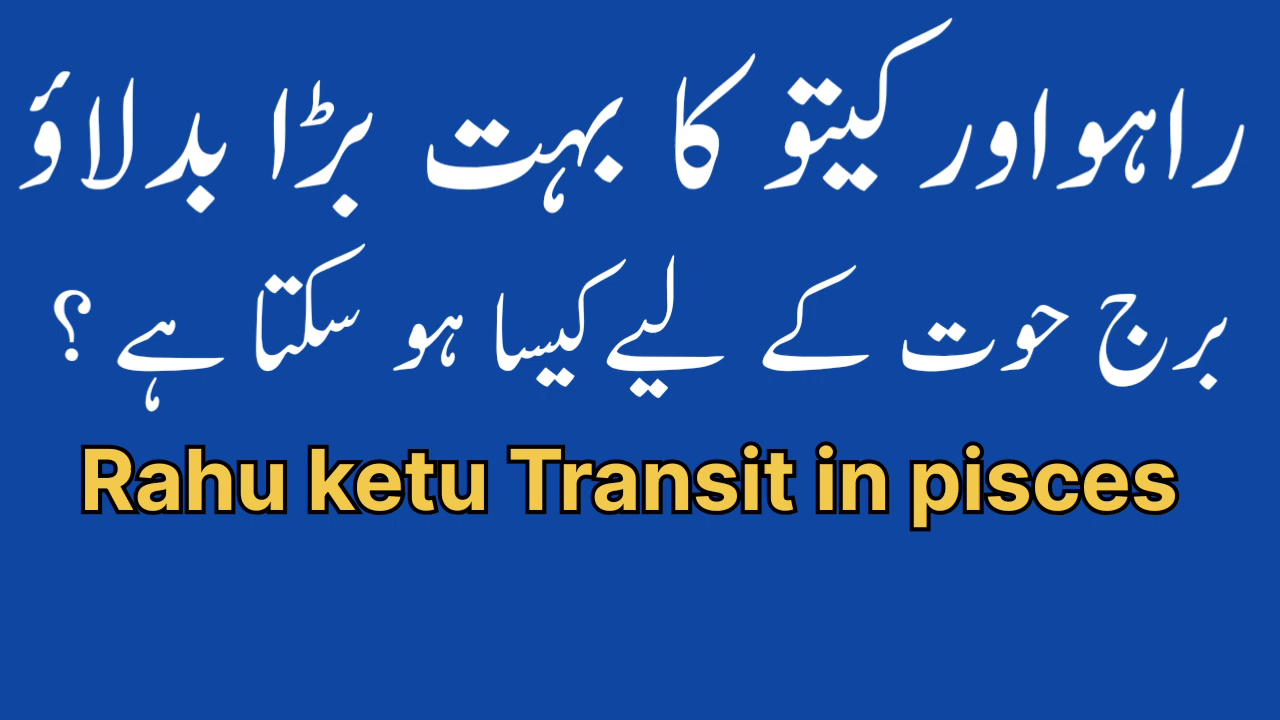 راہو اور کیتو کا بہت بڑا بدلاؤ
برج حوت کے لیے کیسا ہو سکتا ہے ؟
Rahu ketu Transit in pisces